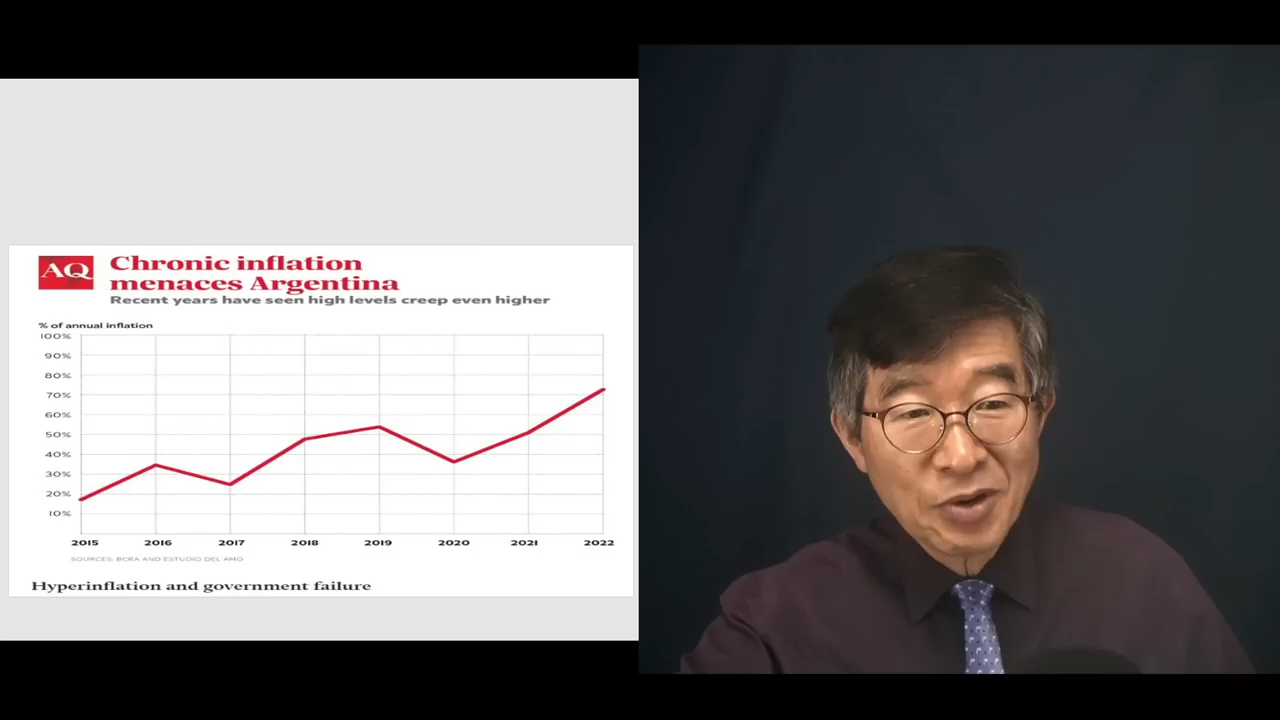 AQ
Chronic inflation
menaces Argentina
Recent years have seen high levels creep even higher
% of annual inflation
100%
90%
80%
70%
60%
50%
40%
30%
20%
10%
2015 2016 2017 2018 2019 2020 2021 2022
SOURCES: BCRA AND ESTUDIO DEL AMO
Hyperinflation and government failure